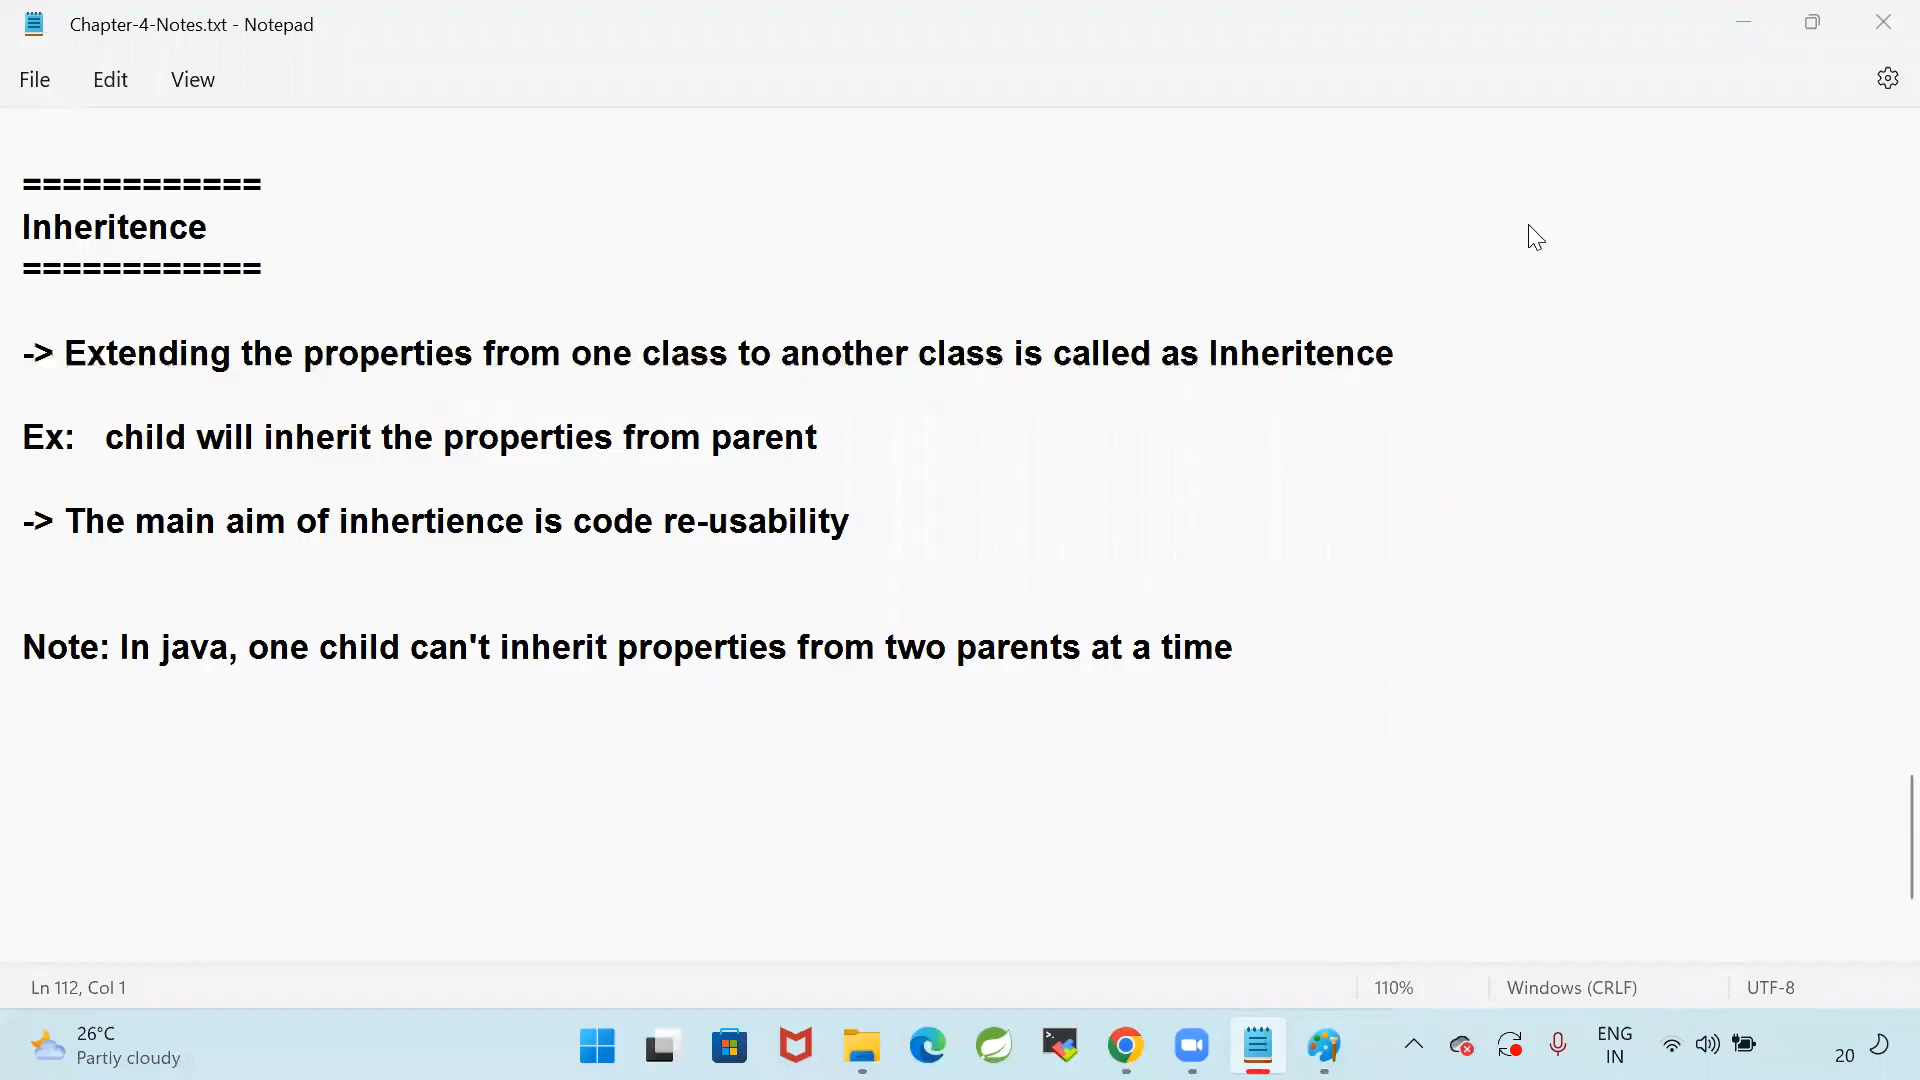 Chapter-4-Notes.txt - Notepad
File Edit View
============
Inheritence
============
-> Extending the properties from one class to another class is called as Inheritence
Ex: child will inherit the properties from parent
-> The main aim of inhertience is code re-usability
Note: In java, one child can't inherit properties from two parents at a time
Ln 112, Col 1 110% Windows (CRLF) UTF-8
26°C
Partly cloudy
ENG
IN
20